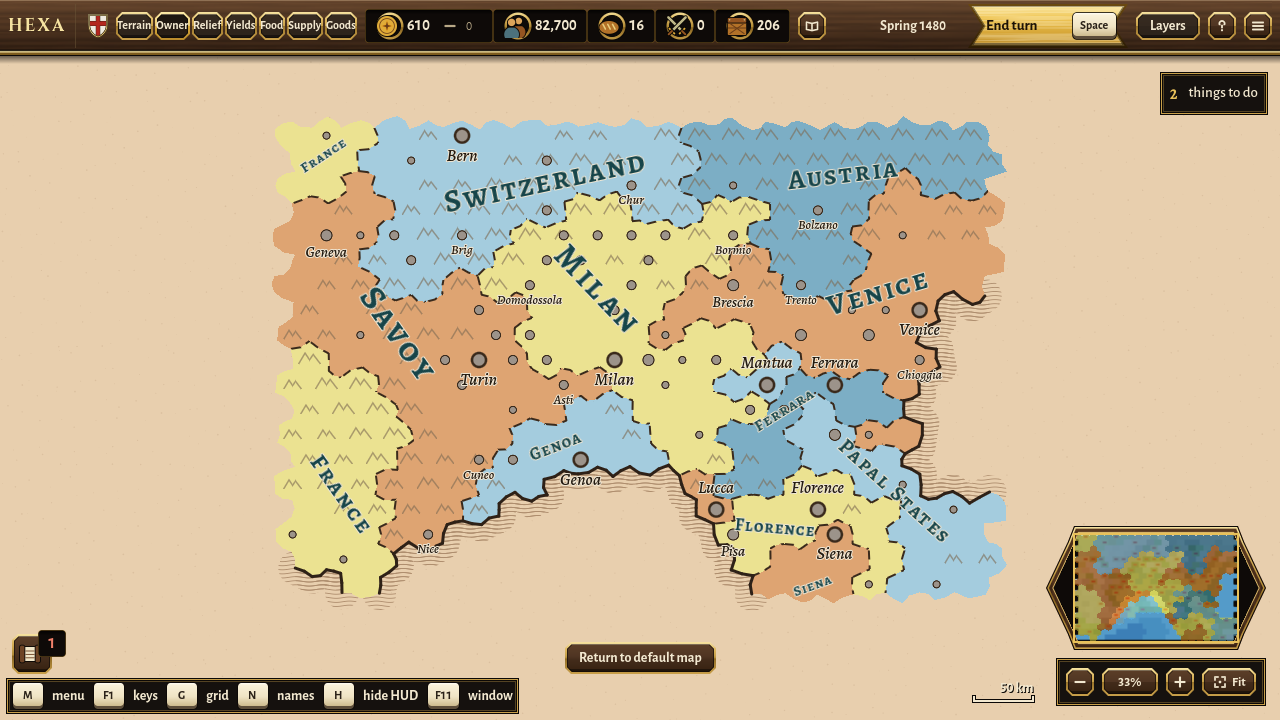 HEXA
Terrain Owner Relief Yields Food Supply Goods
610 — 0
82,700
16
0
206
Spring 1480
End turn Space
Layers
?
2 things to do
FRANCE
Bern
SWITZERLAND
AUSTRIA
Chur
Bolzano
Geneva
Brig
Bormio
MILAN
Domodossola
Brescia
Trento
VENICE
SAVOY
Venice
Mantua
Ferrara
Chioggia
Turin
Milan
Asti
FERRARA
GENOA
PAPAL STATES
FRANCE
Cuneo
Genoa
Lucca
Florence
FLORENCE
Nice
Pisa
Siena
SIENA
1
Return to default map
M menu F1 keys G grid N names H hide HUD F11 window
50 km
− 33% + Fit